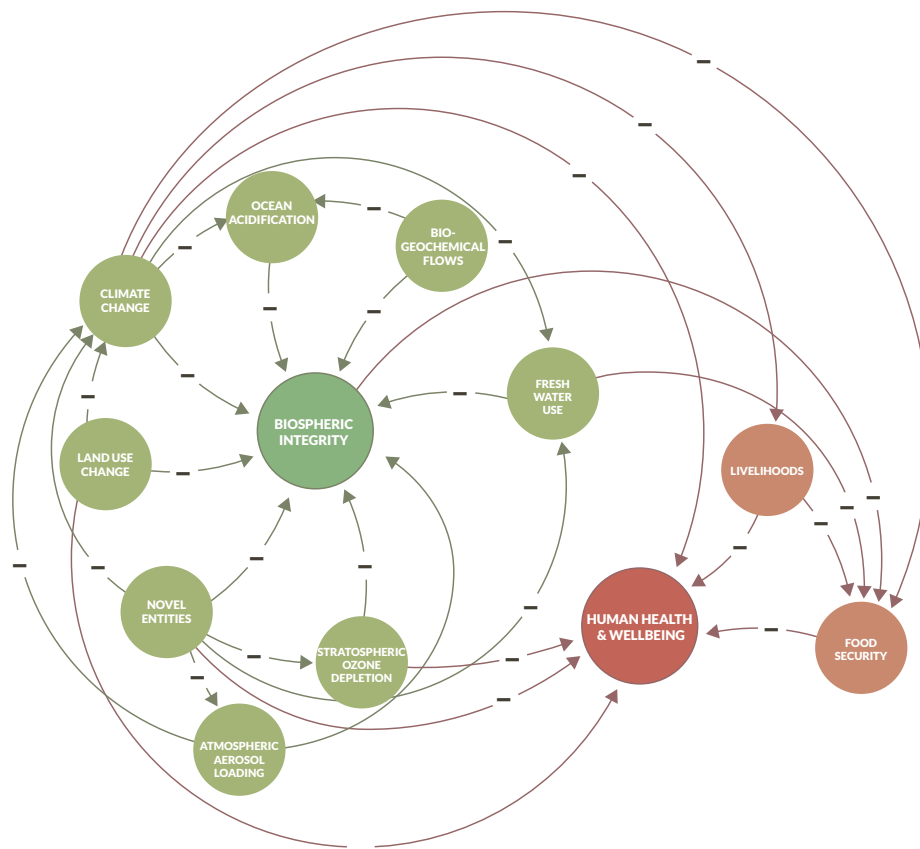 OCEAN
ACIDIFICATION
BIO-
GEOCHEMICAL
FLOWS
CLIMATE
CHANGE
FRESH
WATER
USE
BIOSPHERIC
INTEGRITY
LAND USE
CHANGE
LIVELIHOODS
NOVEL
ENTITIES
HUMAN HEALTH
& WELLBEING
STRATOSPHERIC
OZONE
DEPLETION
FOOD
SECURITY
ATMOSPHERIC
AEROSOL
LOADING